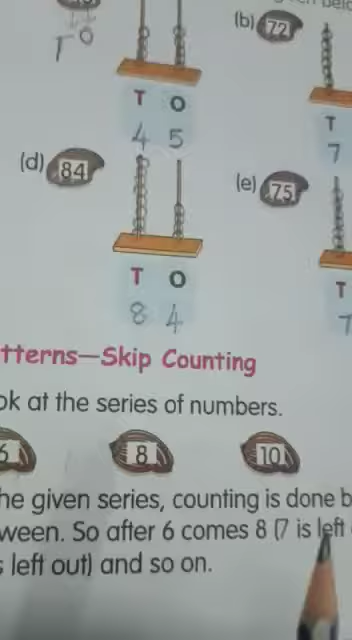 T O
(b) 72
T O
4 5
T
7
(d) 84
(e) 75
T O
8 4
T
7
tterns—Skip Counting
ok at the series of numbers.
6 8 10
he given series, counting is done b
ween. So after 6 comes 8 (7 is left
left out) and so on.